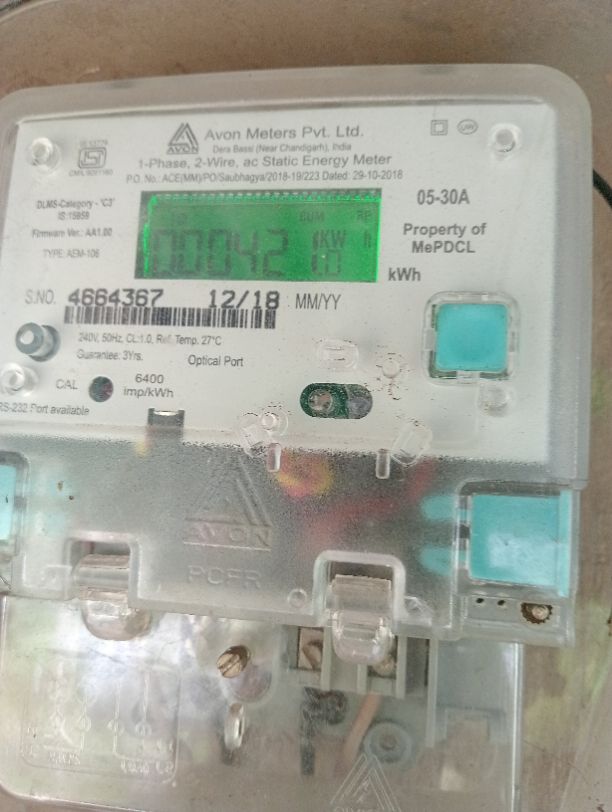 Avon Meters Pvt. Ltd.
AVON
Dera Bassi (Near Chandigarh), India
1-Phase, 2-Wire, ac Static Energy Meter
P.O. No.: ACE(MM)/PO/Saubhagya/2018-19/223 Dated: 29-10-2018
DLMS-Category - 'C3'
IS:15959
Firmware Ver.: AA1.00
TYPE: AEM-106
CUM
KW h
05-30A
Property of
MePDCL
kWh
S.NO. 4664367 12/18 MM/YY
240V, 50Hz, CL:1.0, Ref. Temp. 27°C
Guarantee: 3Yrs.
Optical Port
CAL
6400
imp/kWh
RS-232 Port available
AVON